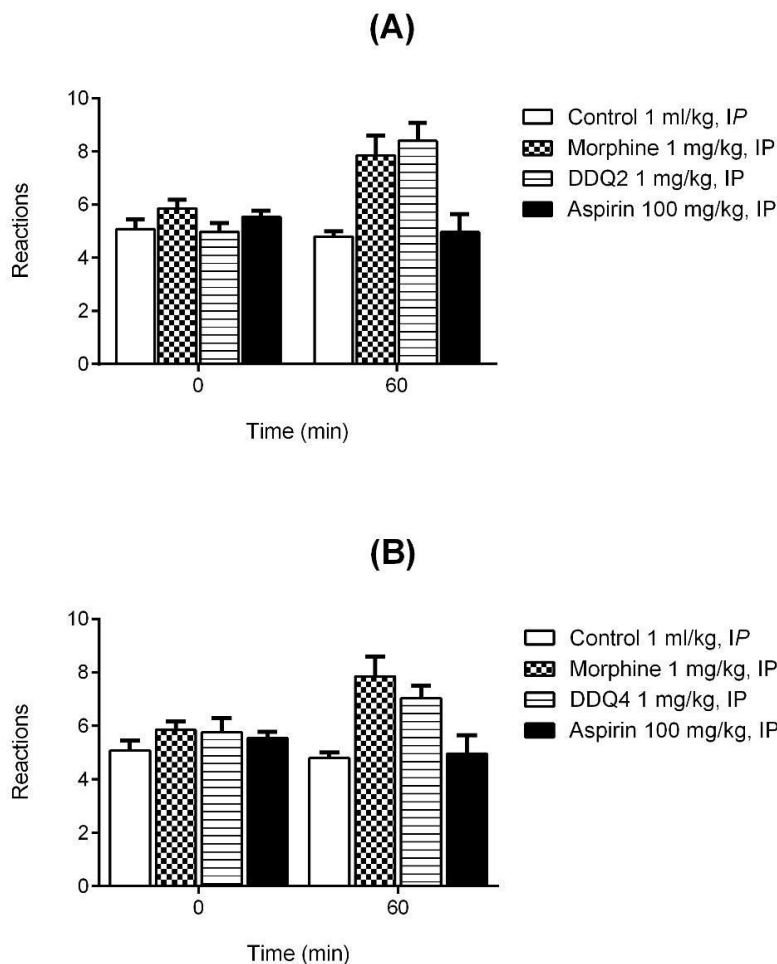 (A)
10
8
6
4
2
0
Reactions
0
60
Time (min)
Control 1 ml/kg, IP
Morphine 1 mg/kg, IP
DDQ2 1 mg/kg, IP
Aspirin 100 mg/kg, IP
(B)
10
8
6
4
2
0
Reactions
0
60
Time (min)
Control 1 ml/kg, IP
Morphine 1 mg/kg, IP
DDQ4 1 mg/kg, IP
Aspirin 100 mg/kg, IP